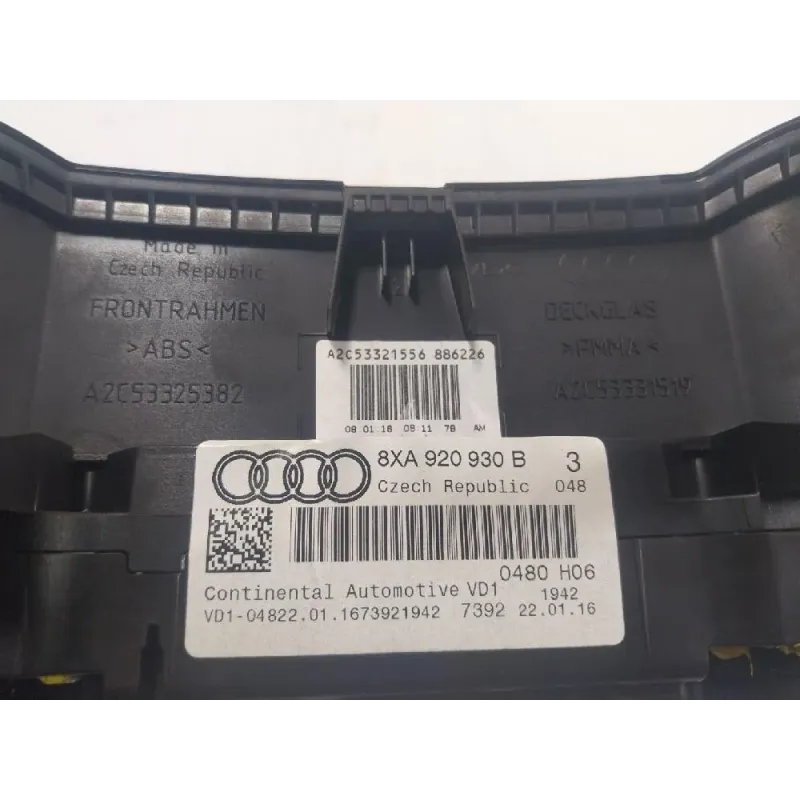 Made in
Czech Republic
FRONTRAHMEN
>ABS<
A2C53325382
DECKGLAS
>PMMA<
A2C53331519
A2C53321556 886226
08 01 16 08 11 78 AM
8XA 920 930 B 3
Czech Republic 048
0480 H06
Continental Automotive VD1 1942
VD1-04822.01.1673921942 7392 22.01.16